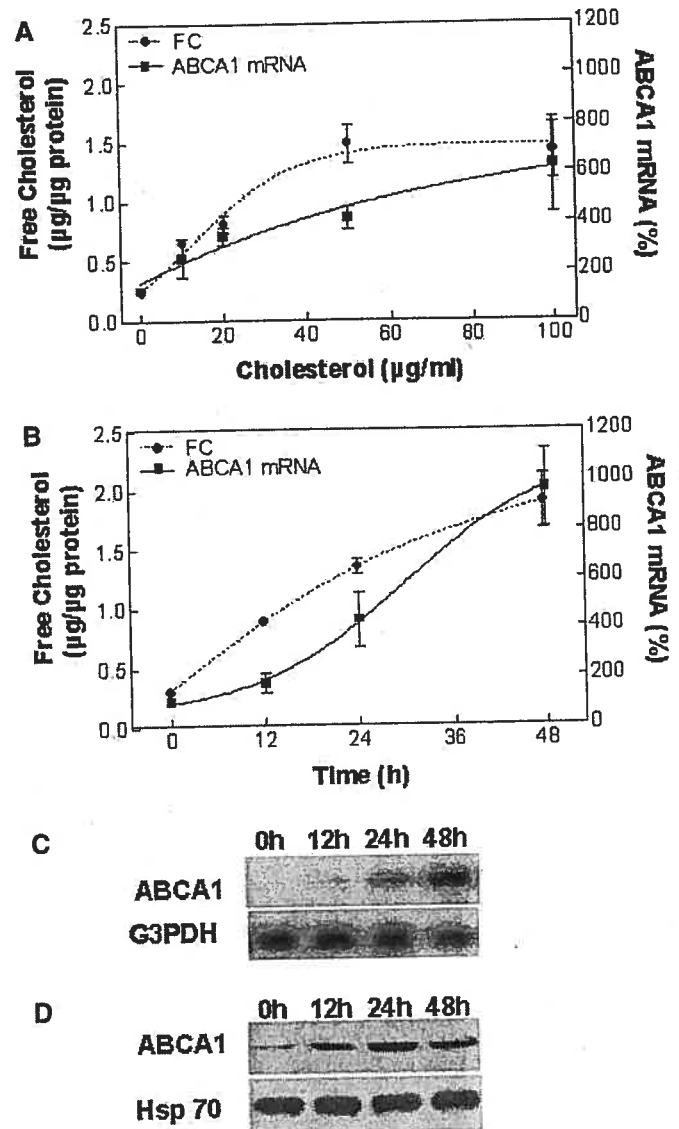 A
FC
ABCA1 mRNA
Free Cholesterol
(µg/µg protein)
2.5
2.0
1.5
1.0
0.5
0.0
1200
1000
800
600
400
200
0
ABCA1 mRNA (%)
0 20 40 60 80 100
Cholesterol (µg/ml)
B
FC
ABCA1 mRNA
Free Cholesterol
(µg/µg protein)
2.5
2.0
1.5
1.0
0.5
0.0
1200
1000
800
600
400
200
0
ABCA1 mRNA (%)
0 12 24 36 48
Time (h)
C
0h 12h 24h 48h
ABCA1
G3PDH
D
0h 12h 24h 48h
ABCA1
Hsp 70